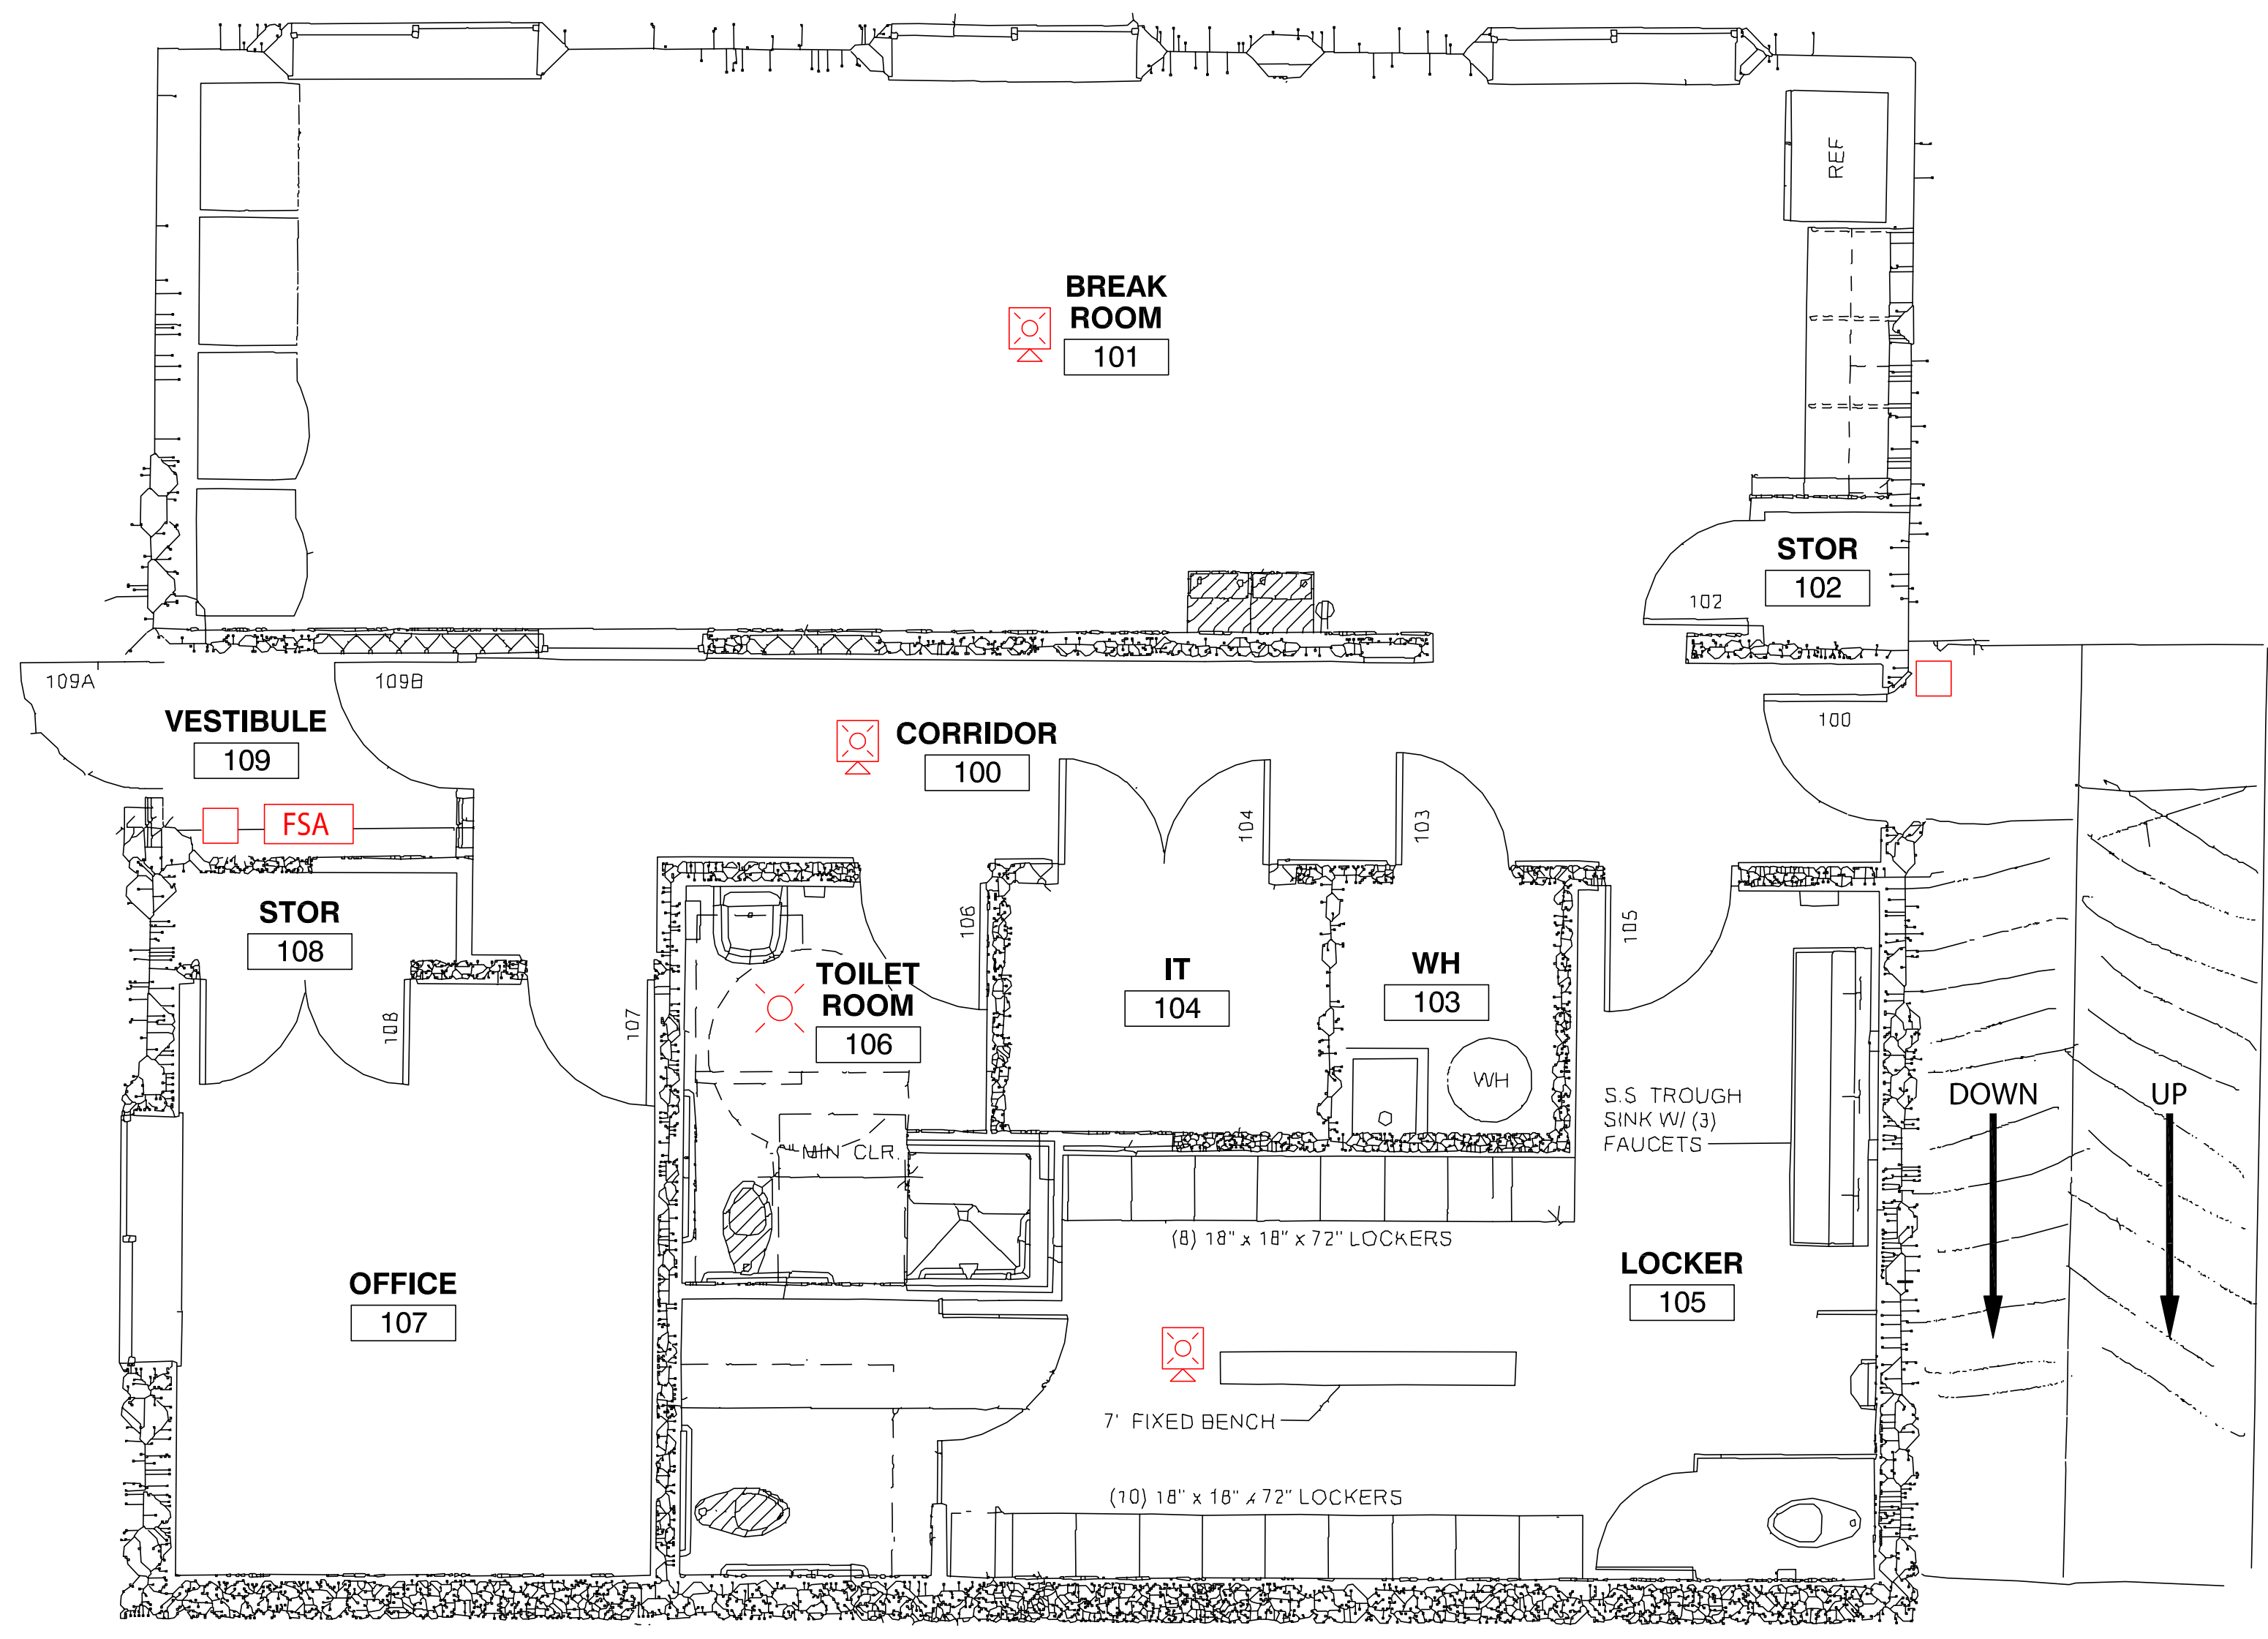 REF
BREAK
ROOM
101
STOR
102
102
109A
109B
VESTIBULE
109
CORRIDOR
100
100
FSA
104
103
STOR
108
106
105
TOILET
ROOM
106
IT
104
WH
103
108
107
WH
S.S TROUGH
SINK W/ (3)
FAUCETS
DOWN
UP
MIN CLR.
(8) 18" x 18" x 72" LOCKERS
OFFICE
107
LOCKER
105
7' FIXED BENCH
(10) 18" x 18" x 72" LOCKERS